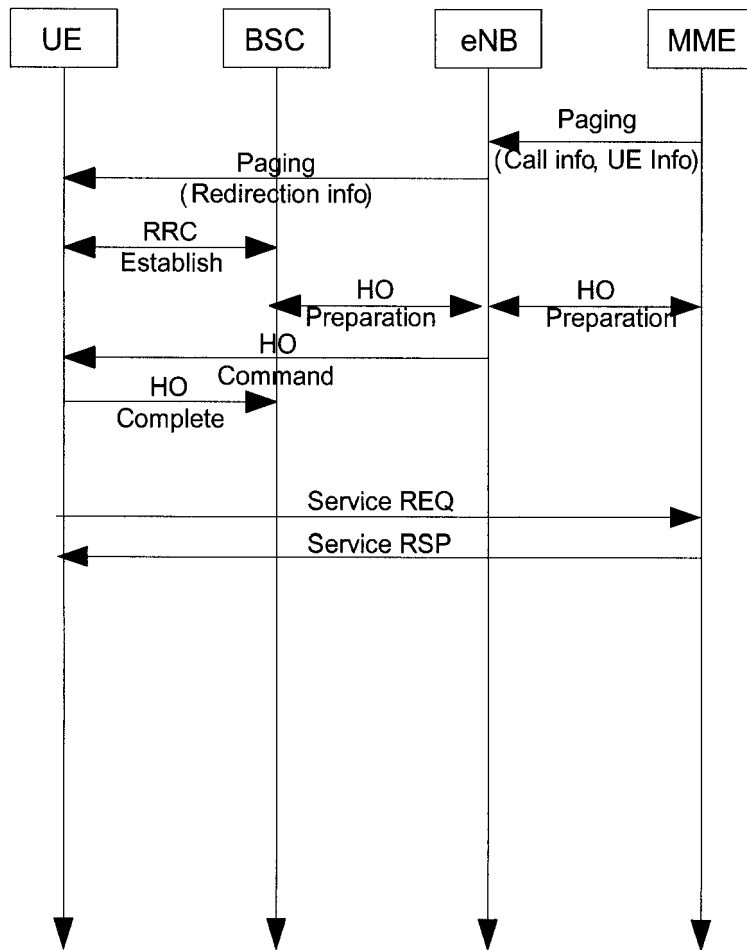 UE BSC eNB MME
Paging
(Call info, UE Info)
Paging
(Redirection info)
RRC
Establish
HO
Preparation
HO
Preparation
HO
Command
HO
Complete
Service REQ
Service RSP